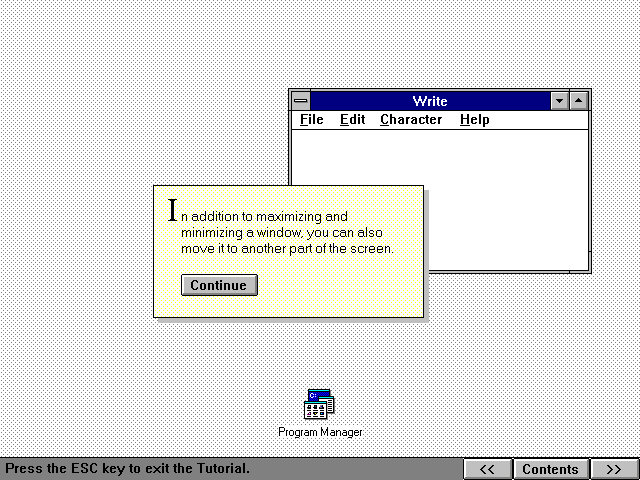 Write
File Edit Character Help
In addition to maximizing and
minimizing a window, you can also
move it to another part of the screen.
Continue
Program Manager
Press the ESC key to exit the Tutorial. << Contents >>